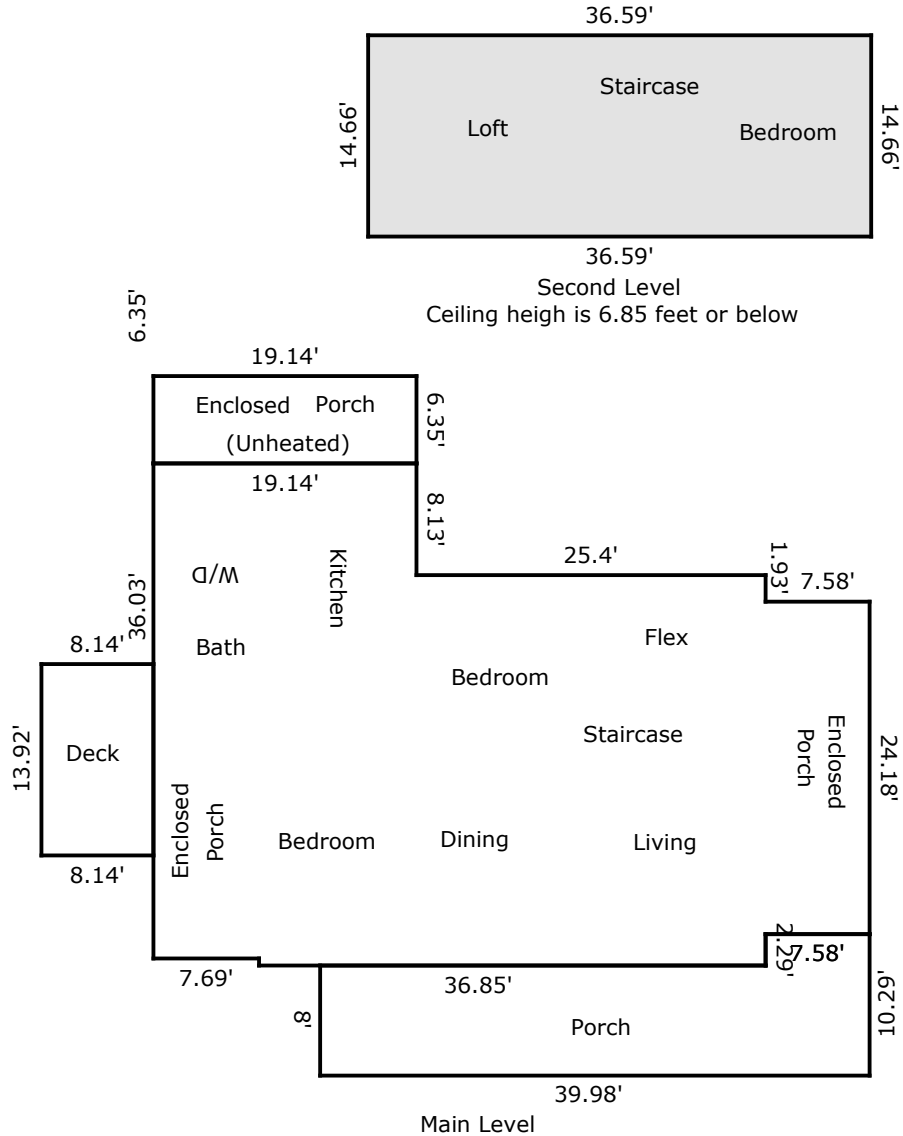 36.59'
Staircase
14.66'
Loft
Bedroom
14.66'
36.59'
Second Level
Ceiling heigh is 6.85 feet or below
6.35'
19.14'
Enclosed Porch
(Unheated)
6.35'
19.14'
8.13'
25.4'
1.93'
7.58'
36.03'
W/D
Kitchen
Bath
Flex
Bedroom
8.14'
Staircase
13.92'
Deck
Enclosed
Porch
24.18'
Enclosed
Porch
Bedroom
Dining
Living
8.14'
7.69'
2.29'
7.58'
36.85'
8'
Porch
10.29'
39.98'
Main Level